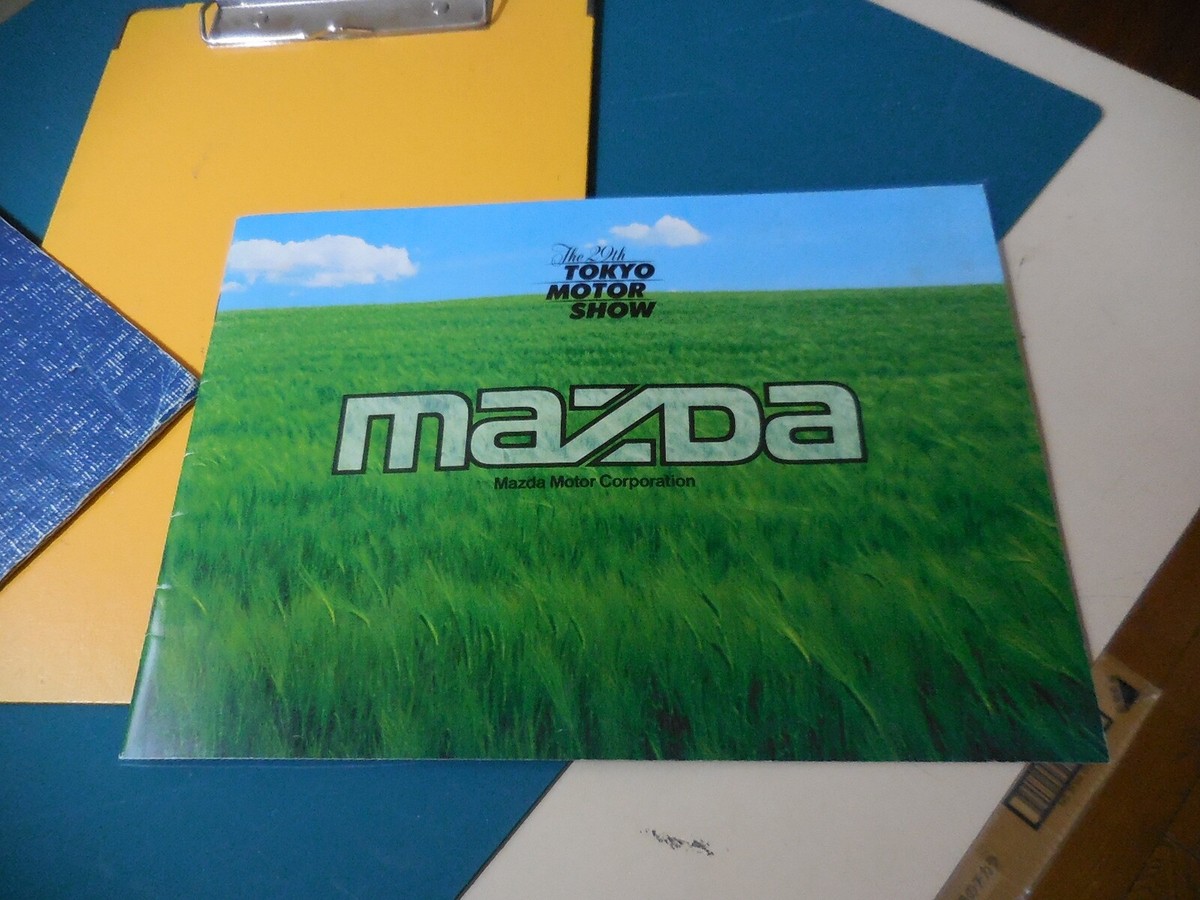 The 29th
TOKYO
MOTOR
SHOW
mazDa
Mazda Motor Corporation